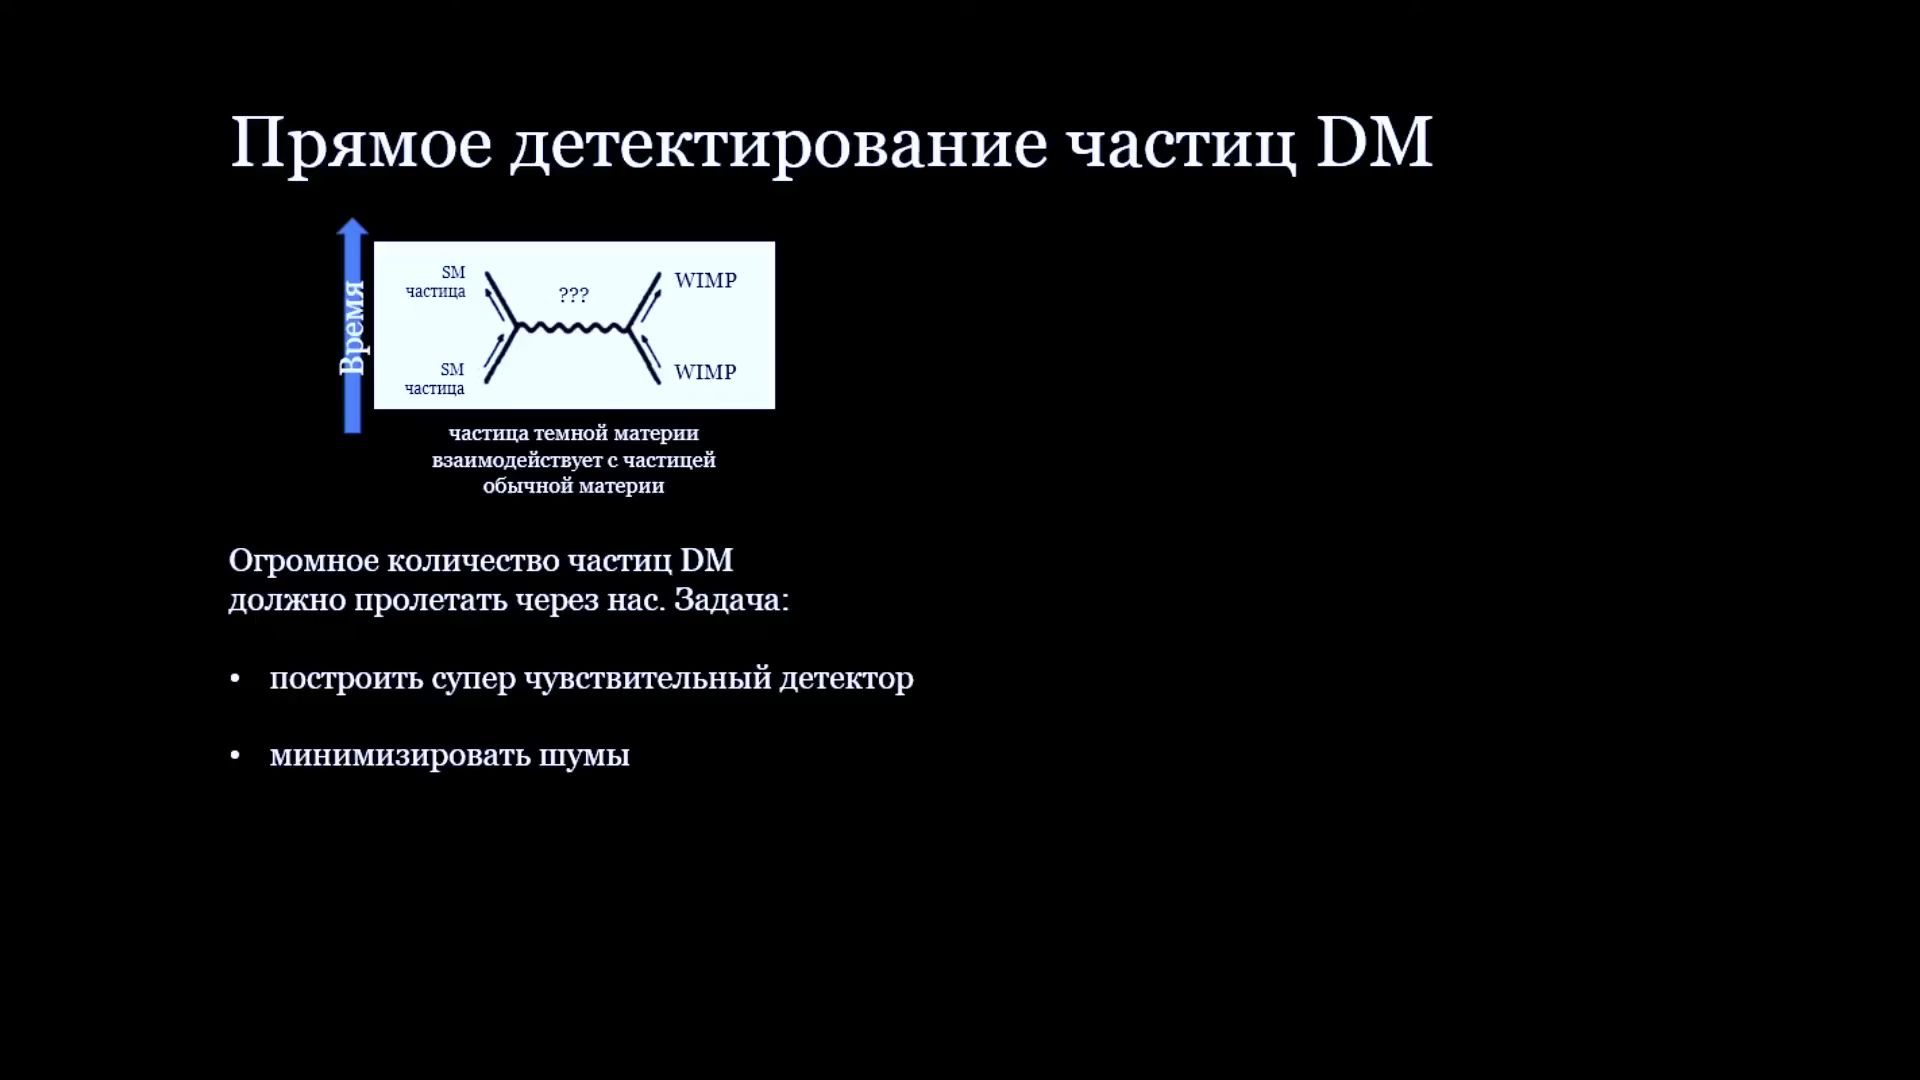 Прямое детектирование частиц DM
Время
SM
частица
???
WIMP
SM
частица
WIMP
частица темной материи
взаимодействует с частицей
обычной материи
Огромное количество частиц DM
должно пролетать через нас. Задача:
• построить супер чувствительный детектор
• минимизировать шумы